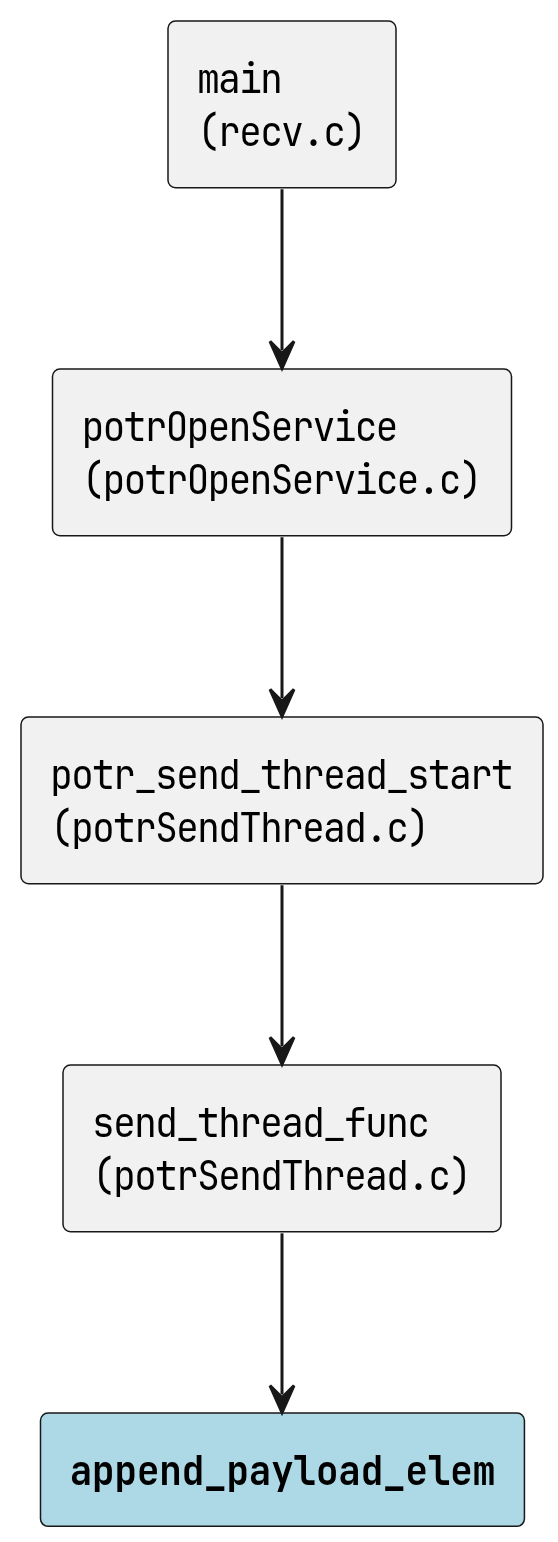 main
(recv.c)
potrOpenService
(potrOpenService.c)
potr_send_thread_start
(potrSendThread.c)
send_thread_func
(potrSendThread.c)
append_payload_elem